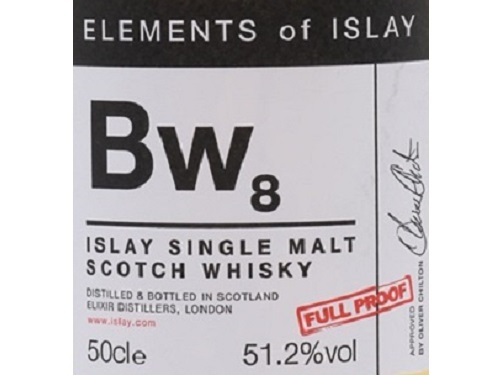 ELEMENTS of ISLAY
Bw8
ISLAY SINGLE MALT
SCOTCH WHISKY
DISTILLED & BOTTLED IN SCOTLAND
ELIXIR DISTILLERS, LONDON
www.islay.com
FULL PROOF
50cle
51.2%vol
APPROVED
BY OLIVER CHILTON